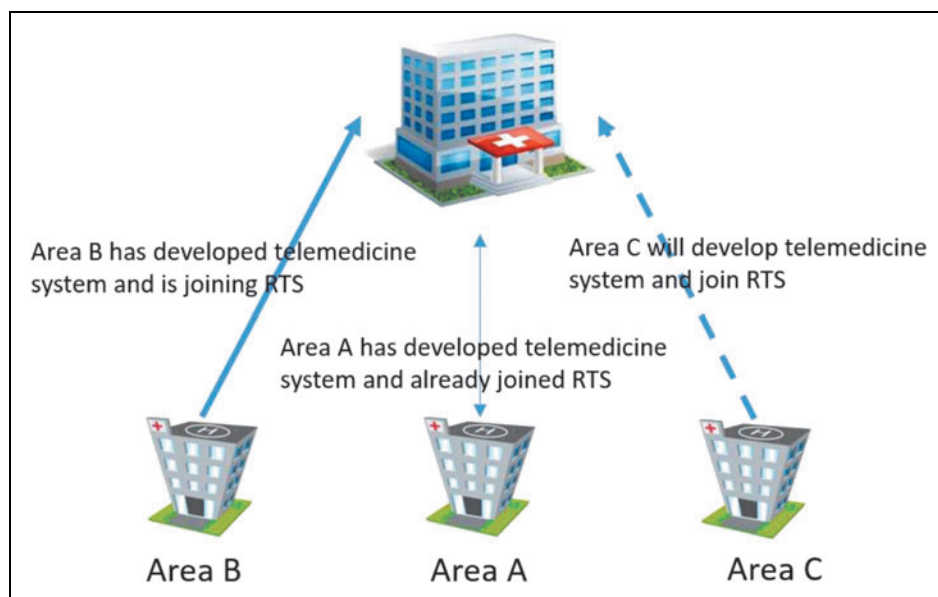 Area B has developed telemedicine
system and is joining RTS
Area C will develop telemedicine
system and join RTS
Area A has developed telemedicine
system and already joined RTS
H
H
H
Area B
Area A
Area C